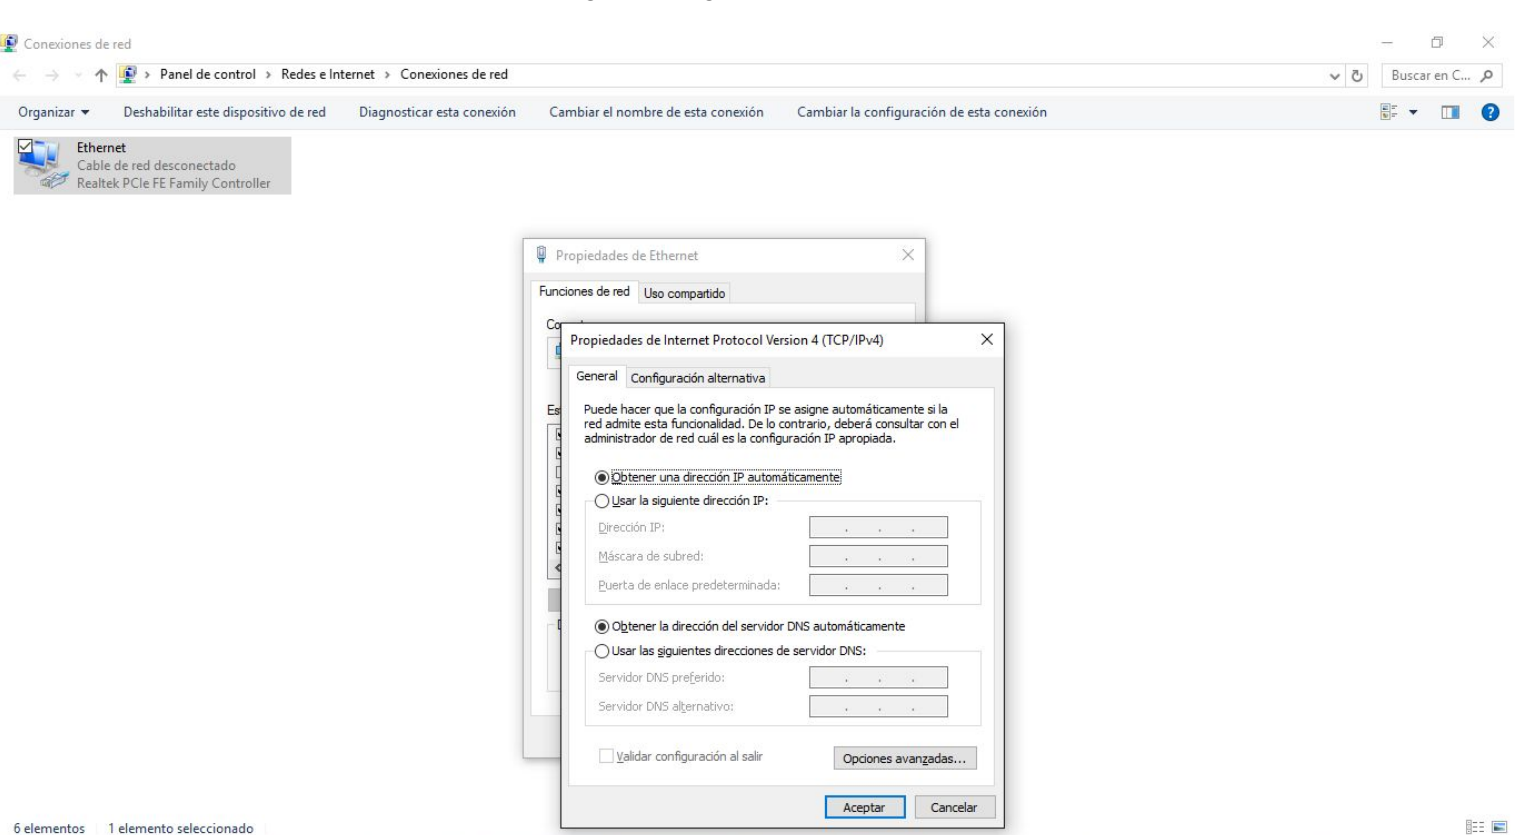 Conexiones de red
Panel de control > Redes e Internet > Conexiones de red
Buscar en C...
Organizar Deshabilitar este dispositivo de red Diagnosticar esta conexión Cambiar el nombre de esta conexión Cambiar la configuración de esta conexión
Ethernet
Cable de red desconectado
Realtek PCIe FE Family Controller
Propiedades de Ethernet
Funciones de red Uso compartido
Propiedades de Internet Protocol Version 4 (TCP/IPv4)
General Configuración alternativa
Puede hacer que la configuración IP se asigne automáticamente si la
red admite esta funcionalidad. De lo contrario, deberá consultar con el
administrador de red cuál es la configuración IP apropiada.
Obtener una dirección IP automáticamente
Usar la siguiente dirección IP:
Dirección IP:
Máscara de subred:
Puerta de enlace predeterminada:
Obtener la dirección del servidor DNS automáticamente
Usar las siguientes direcciones de servidor DNS:
Servidor DNS preferido:
Servidor DNS alternativo:
Validar configuración al salir
Opciones avanzadas...
Aceptar Cancelar
6 elementos 1 elemento seleccionado